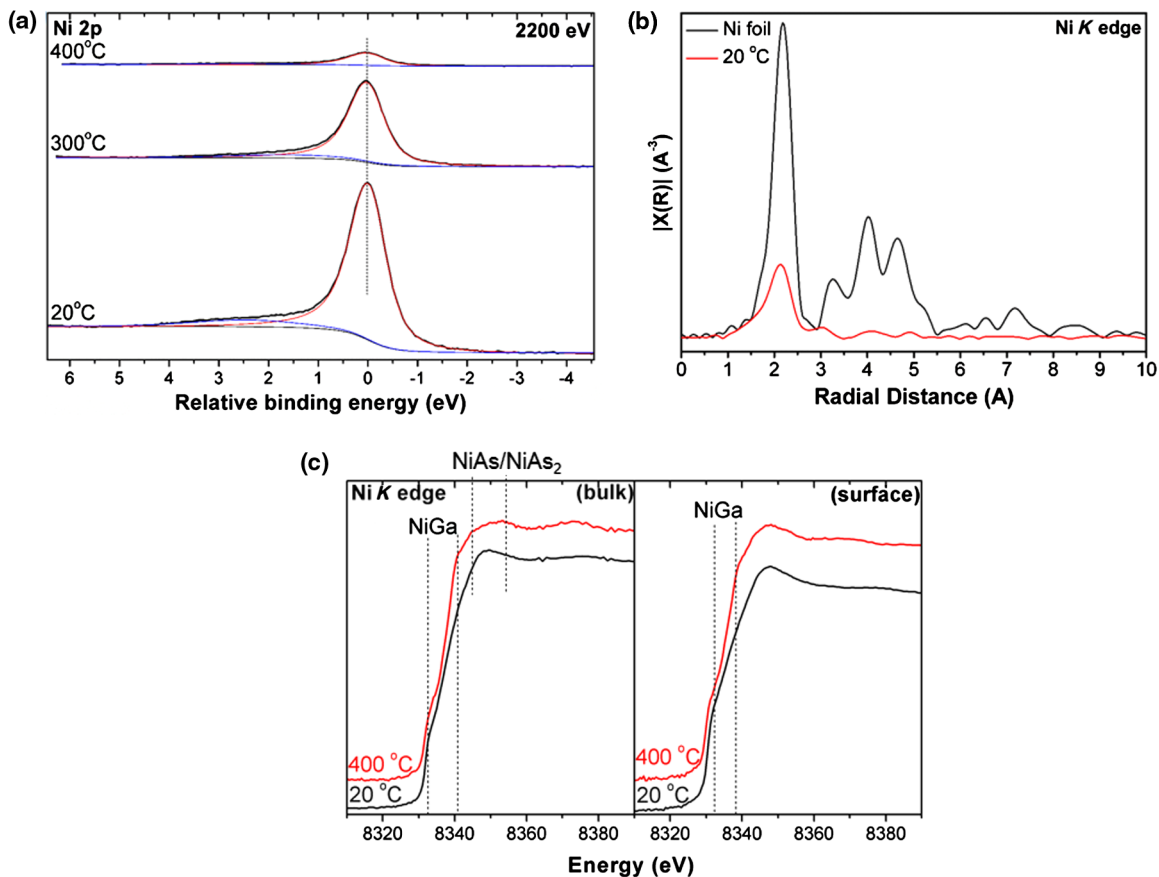 (a)
Ni 2p
2200 eV
400°C
300°C
20°C
6 5 4 3 2 1 0 -1 -2 -3 -4
Relative binding energy (eV)
(b)
Ni foil
20 °C
Ni K edge
|X(R)| (A⁻³)
0 1 2 3 4 5 6 7 8 9 10
Radial Distance (A)
(c)
NiAs/NiAs₂
Ni K edge
(bulk)
NiGa
400 °C
20 °C
8320 8340 8360 8380
(surface)
NiGa
400 °C
20 °C
8320 8340 8360 8380
Energy (eV)